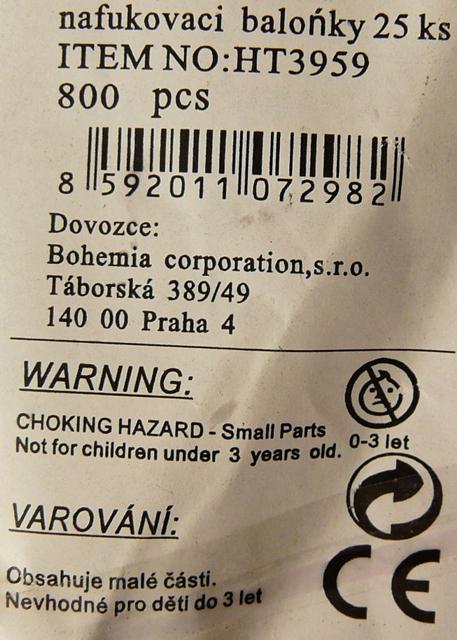 nafukovaci balońky 25 ks
ITEM NO:HT3959
800 pcs
8 592011 072982
Dovozce:
Bohemia corporation,s.r.o.
Táborská 389/49
140 00 Praha 4
WARNING:
CHOKING HAZARD - Small Parts
Not for children under 3 years old.
0-3 let
VAROVÁNÍ:
Obsahuje malé části.
Nevhodné pro děti do 3 let
CE